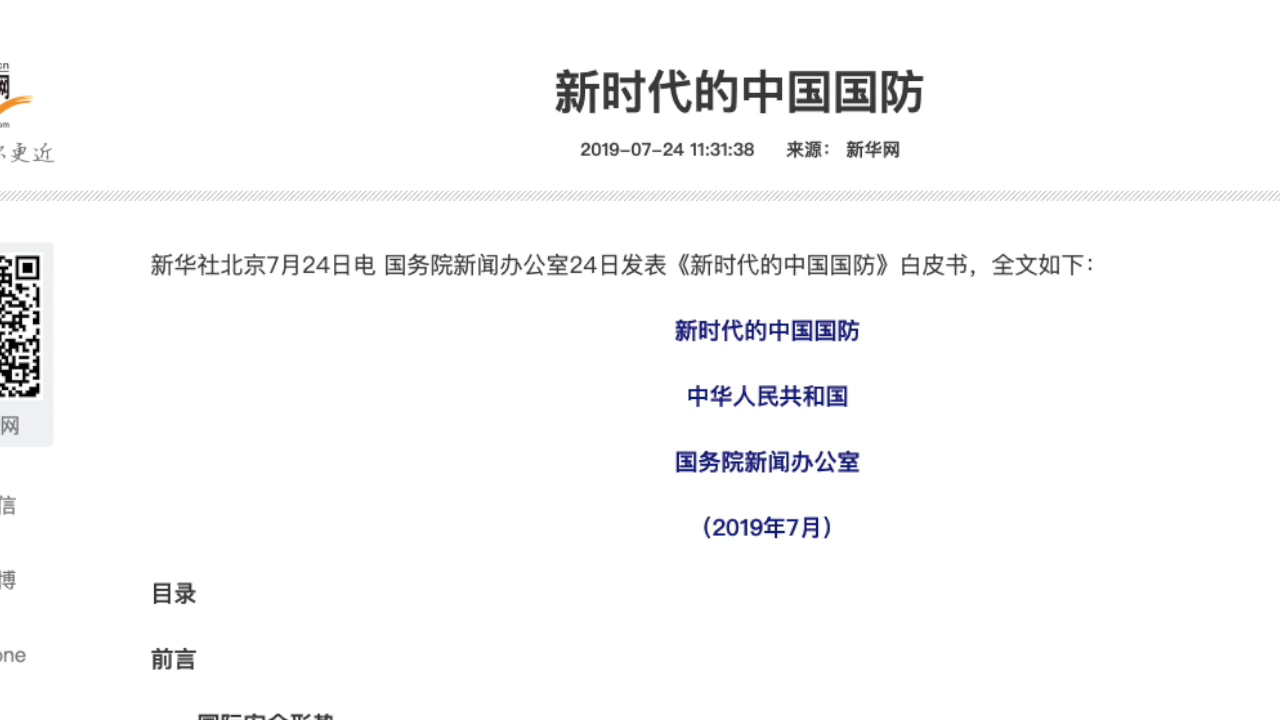 cn
网
om
更近
新时代的中国国防
2019-07-24 11:31:38 来源： 新华网
新华社北京7月24日电 国务院新闻办公室24日发表《新时代的中国国防》白皮书，全文如下：
新时代的中国国防
中华人民共和国
国务院新闻办公室
（2019年7月）
网
信
博
one
目录
前言